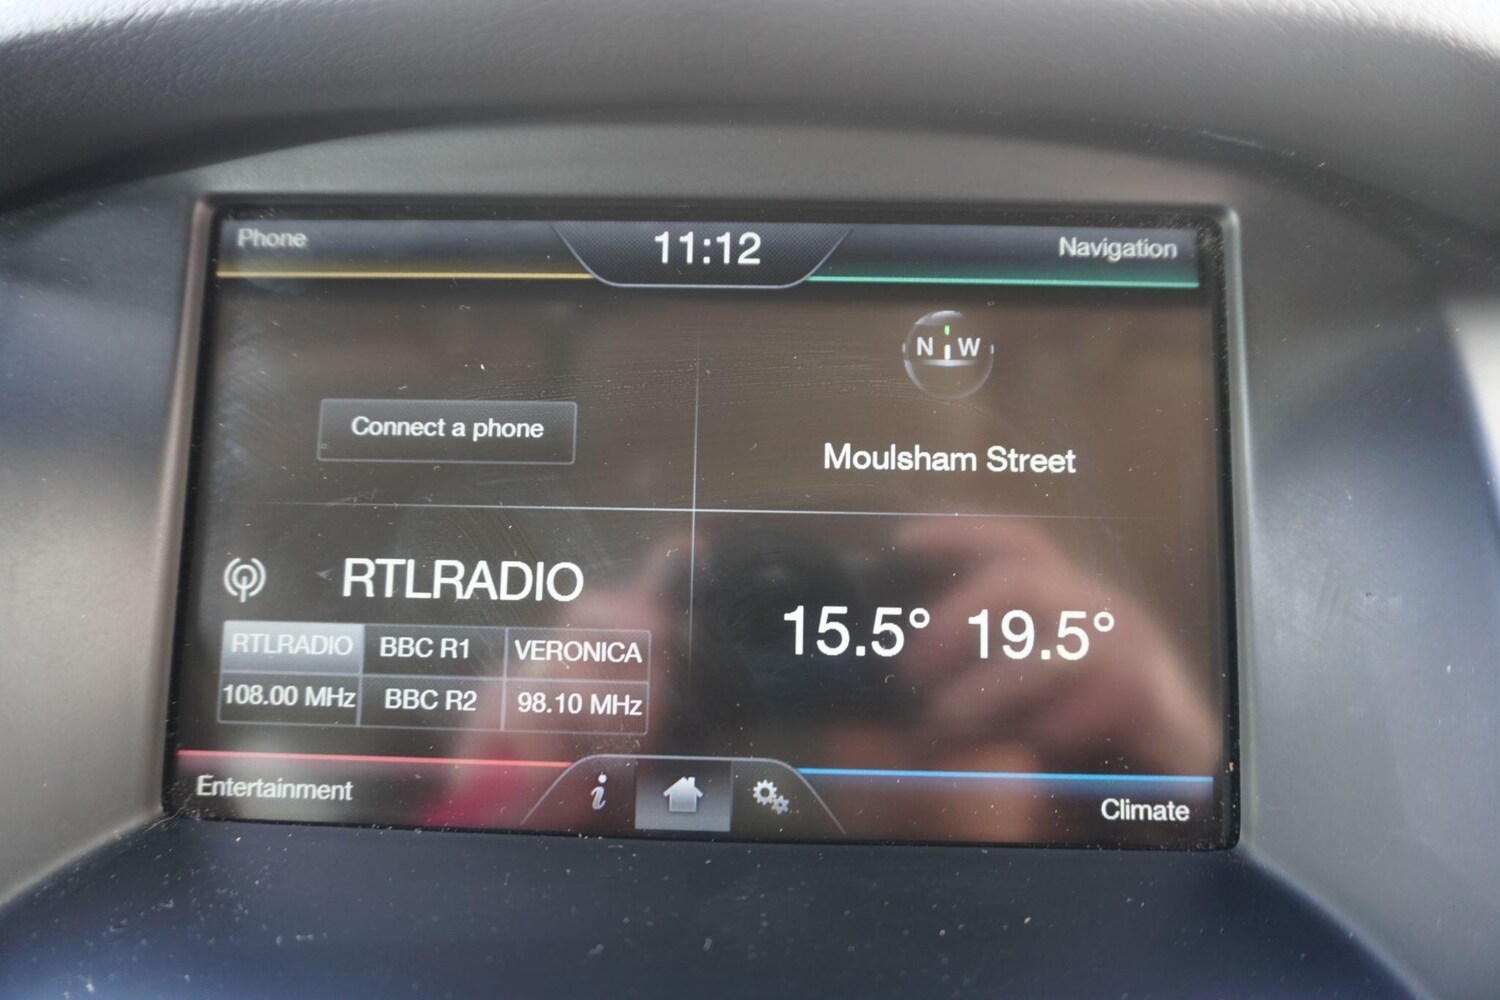 Phone
11:12
Navigation
N W
Connect a phone
Moulsham Street
RTLRADIO
15.5° 19.5°
RTLRADIO BBC R1 VERONICA
108.00 MHz BBC R2 98.10 MHz
Entertainment
i
Climate